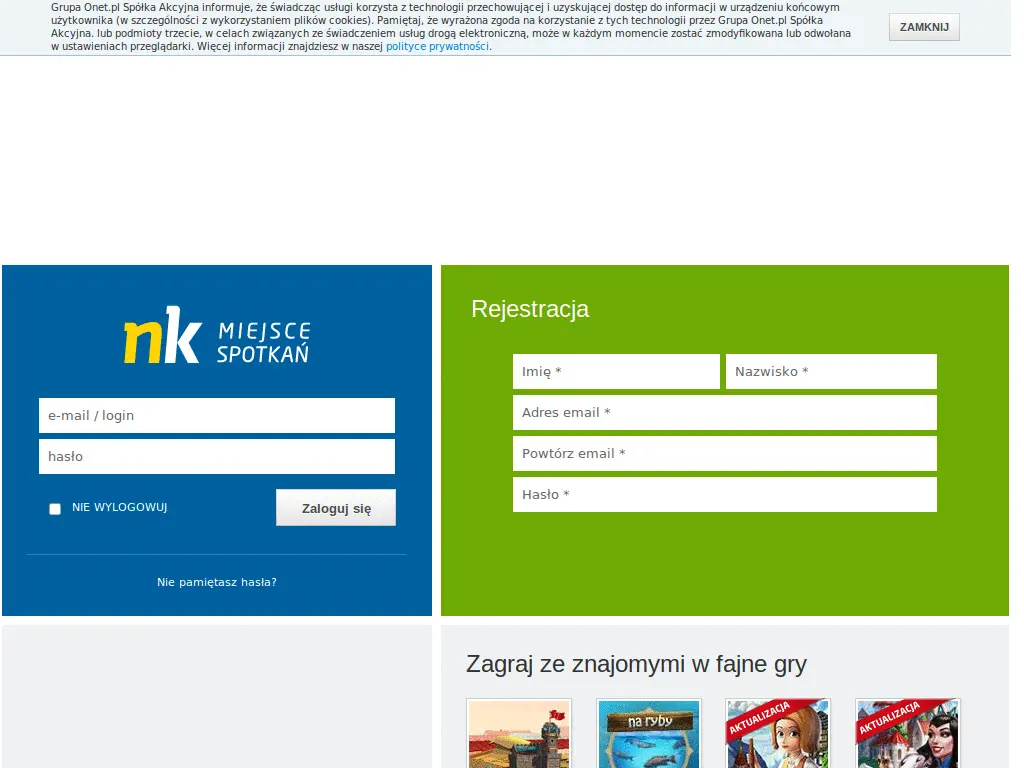 Grupa Onet.pl Spółka Akcyjna informuje, że świadcząc usługi korzysta z technologii przechowującej i uzyskującej dostęp do informacji w urządzeniu końcowym
użytkownika (w szczególności z wykorzystaniem plików cookies). Pamiętaj, że wyrażona zgoda na korzystanie z tych technologii przez Grupa Onet.pl Spółka
Akcyjna. lub podmioty trzecie, w celach związanych ze świadczeniem usług drogą elektroniczną, może w każdym momencie zostać zmodyfikowana lub odwołana
w ustawieniach przeglądarki. Więcej informacji znajdziesz w naszej polityce prywatności.
ZAMKNIJ
nk MIEJSCE
SPOTKAŃ
e-mail / login
hasło
NIE WYLOGOWUJ
Zaloguj się
Nie pamiętasz hasła?
Rejestracja
Imię *
Nazwisko *
Adres email *
Powtórz email *
Hasło *
Zagraj ze znajomymi w fajne gry
na ryby
AKTUALIZACJA
AKTUALIZACJA